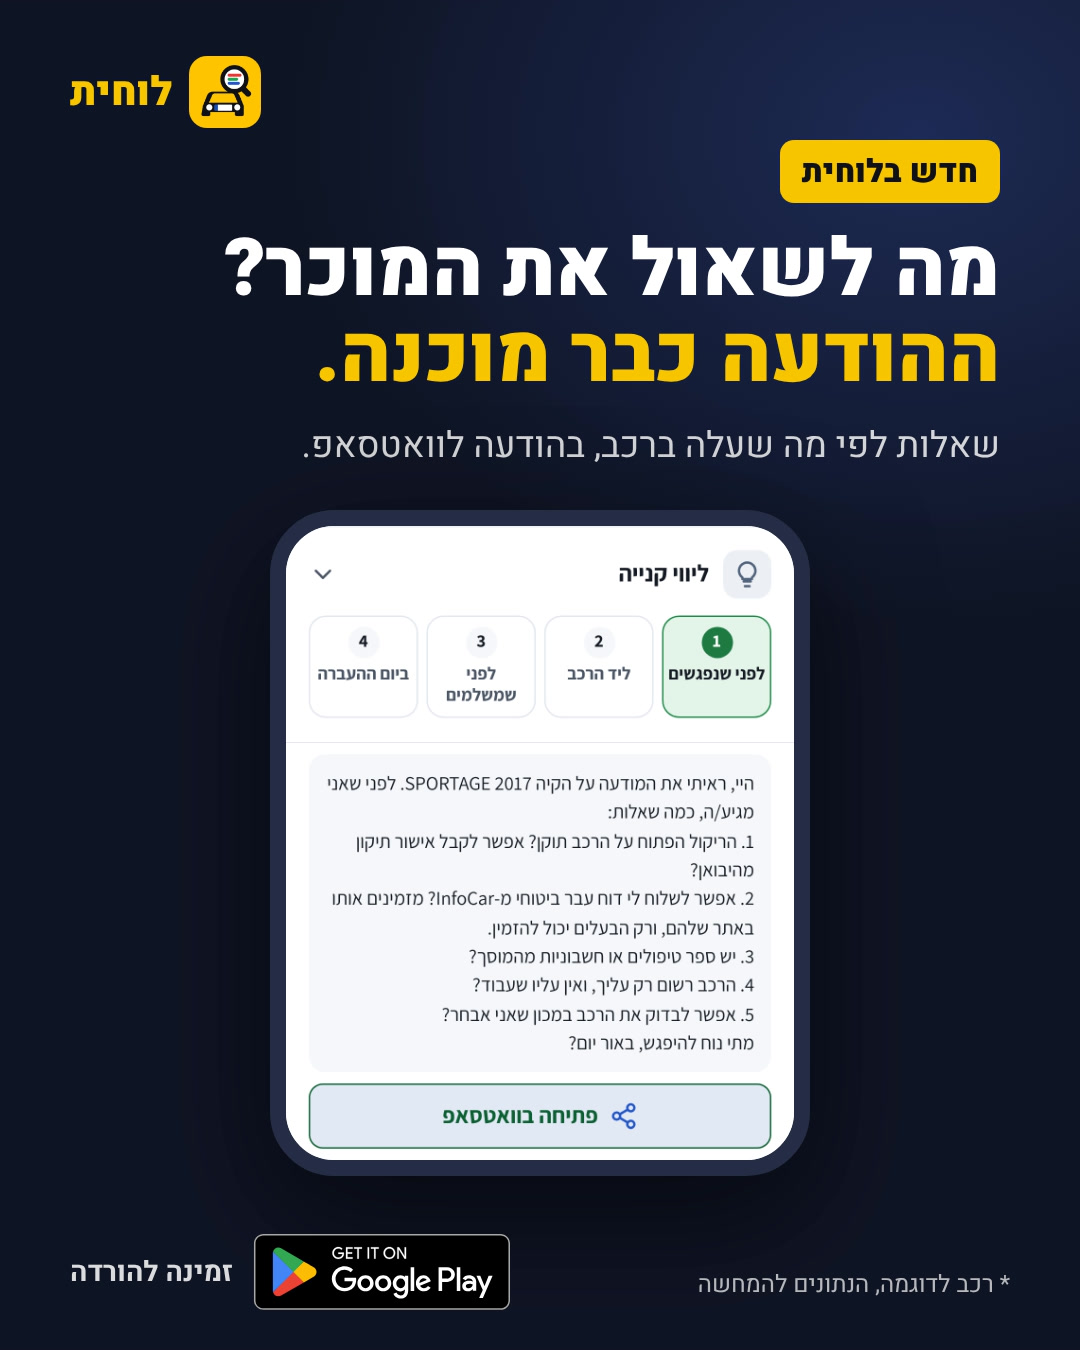 לוחית
חדש בלוחית
מה לשאול את המוכר?
ההודעה כבר מוכנה.
שאלות לפי מה שעלה ברכב, בהודעה לוואטסאפ.
ליווי קנייה
1
לפני שנפגשים
2
ליד הרכב
3
לפני
שמשלמים
4
ביום ההעברה
היי, ראיתי את המודעה על הקיה SPORTAGE 2017. לפני שאני
מגיע/ה, כמה שאלות:
1. הריקול הפתוח על הרכב תוקן? אפשר לקבל אישור תיקון
מהיבואן?
2. אפשר לשלוח לי דוח עבר ביטוחי מ-InfoCar? מזמינים אותו
באתר שלהם, ורק הבעלים יכול להזמין.
3. יש ספר טיפולים או חשבוניות מהמוסך?
4. הרכב רשום רק עליך, ואין עליו שעבוד?
5. אפשר לבדוק את הרכב במכון שאני אבחר?
מתי נוח להיפגש, באור יום?
פתיחה בוואטסאפ
* רכב לדוגמה, הנתונים להמחשה
GET IT ON
Google Play
זמינה להורדה